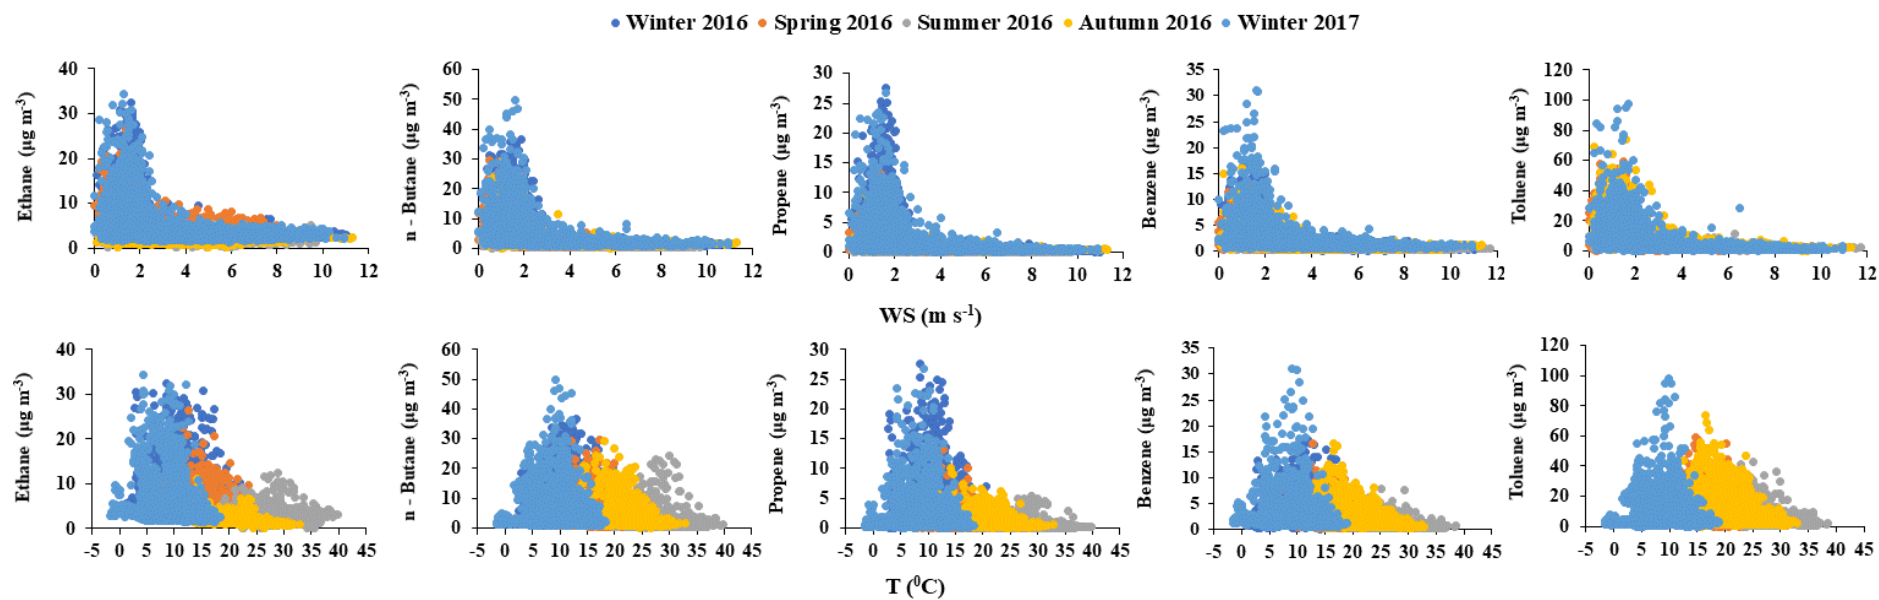 Winter 2016 Spring 2016 Summer 2016 Autumn 2016 Winter 2017
Ethane (µg m⁻³)
40
30
20
10
0
0 2 4 6 8 10 12
n - Butane (µg m⁻³)
60
50
40
30
20
10
0
0 2 4 6 8 10 12
Propene (µg m⁻³)
30
25
20
15
10
5
0
0 2 4 6 8 10 12
Benzene (µg m⁻³)
35
30
25
20
15
10
5
0
0 2 4 6 8 10 12
Toluene (µg m⁻³)
120
100
80
60
40
20
0
0 2 4 6 8 10 12
WS (m s⁻¹)
Ethane (µg m⁻³)
40
30
20
10
0
-5 0 5 10 15 20 25 30 35 40 45
n - Butane (µg m⁻³)
60
50
40
30
20
10
0
-5 0 5 10 15 20 25 30 35 40 45
Propene (µg m⁻³)
30
25
20
15
10
5
0
-5 0 5 10 15 20 25 30 35 40 45
Benzene (µg m⁻³)
35
30
25
20
15
10
5
0
-5 0 5 10 15 20 25 30 35 40 45
Toluene (µg m⁻³)
120
100
80
60
40
20
0
-5 0 5 10 15 20 25 30 35 40 45
T (⁰C)